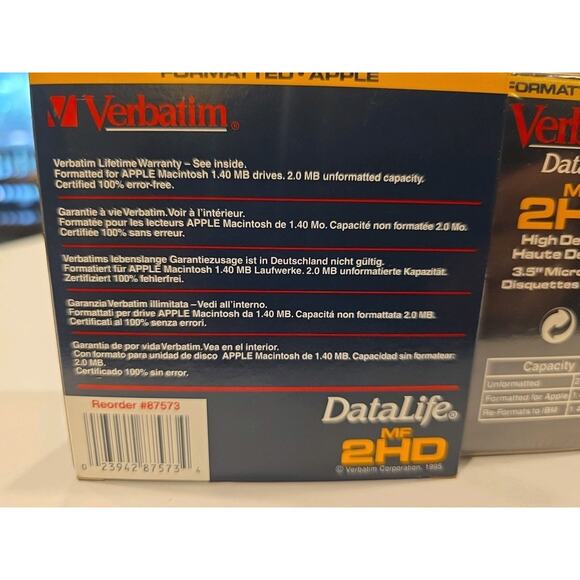 FORMATTED • APPLE
Verbatim®
Verbatim Lifetime Warranty – See inside.
Formatted for APPLE Macintosh 1.40 MB drives. 2.0 MB unformatted capacity.
Certified 100% error-free.
Garantie à vie Verbatim. Voir à l'intérieur.
Formatée pour les lecteurs APPLE Macintosh de 1.40 Mo. Capacité non formatée 2.0 Mo.
Certifiée 100% sans erreur.
Verbatims lebenslange Garantiezusage ist in Deutschland nicht gültig.
Formatiert für APPLE Macintosh 1.40 MB Laufwerke. 2.0 MB unformatierte Kapazität.
Zertifiziert 100% fehlerfrei.
Garanzia Verbatim illimitata – Vedi all'interno.
Formattati per drive APPLE Macintosh da 1.40 MB. Capacitá non formattata 2.0 MB.
Certificati al 100% senza errori.
Garantia de por vida Verbatim. Vea en el interior.
Con formato para unidad de disco APPLE Macintosh de 1.40 MB. Capacidad sin formatear:
2.0 MB.
Certificado 100% sin error.
Reorder #87573
0 23942 87573 4
DataLife®
MF
2HD
© Verbatim Corporation, 1995
FORMATT
Verb
Data
MF
2H
High De
Haute De
3.5" Micro
Disquettes
Capacity
Unformatted
Formatted for Apple
Re-Formats to IBM